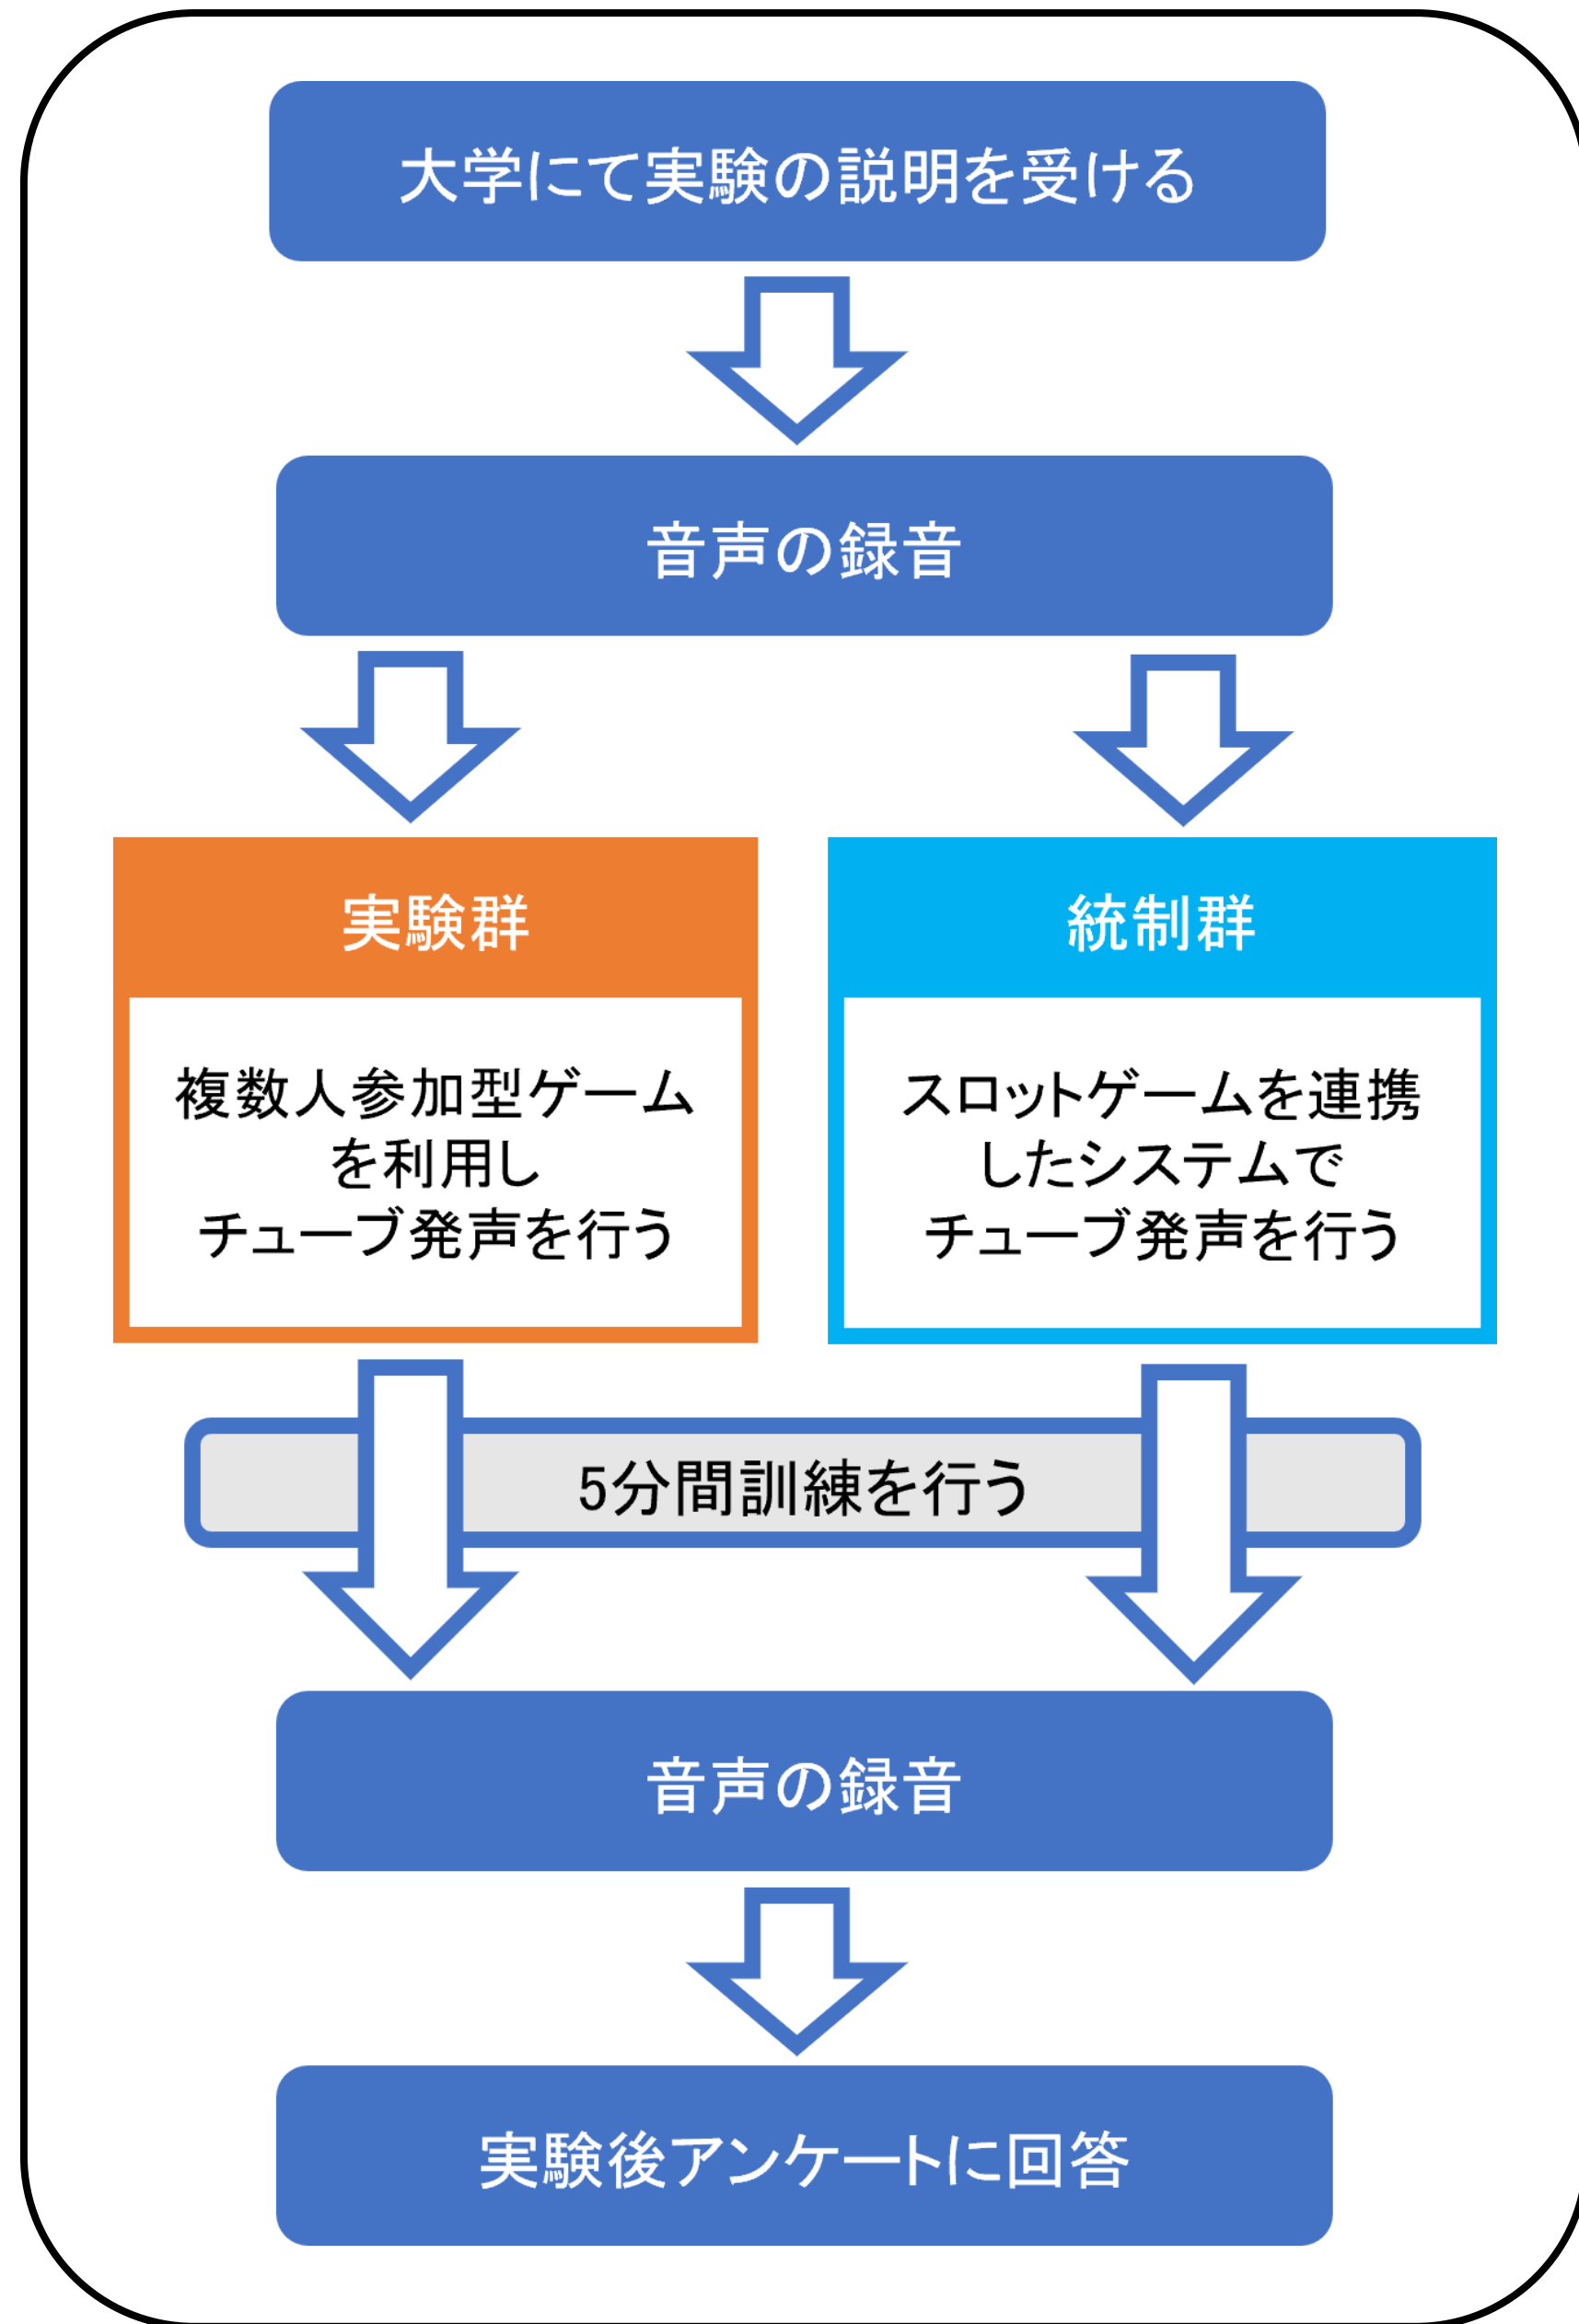 大学にて実験の説明を受ける
音声の録音
実験群
複数人参加型ゲーム
を利用し
チューブ発声を行う
統制群
スロットゲームを連携
したシステムで
チューブ発声を行う
5分間訓練を行う
音声の録音
実験後アンケートに回答